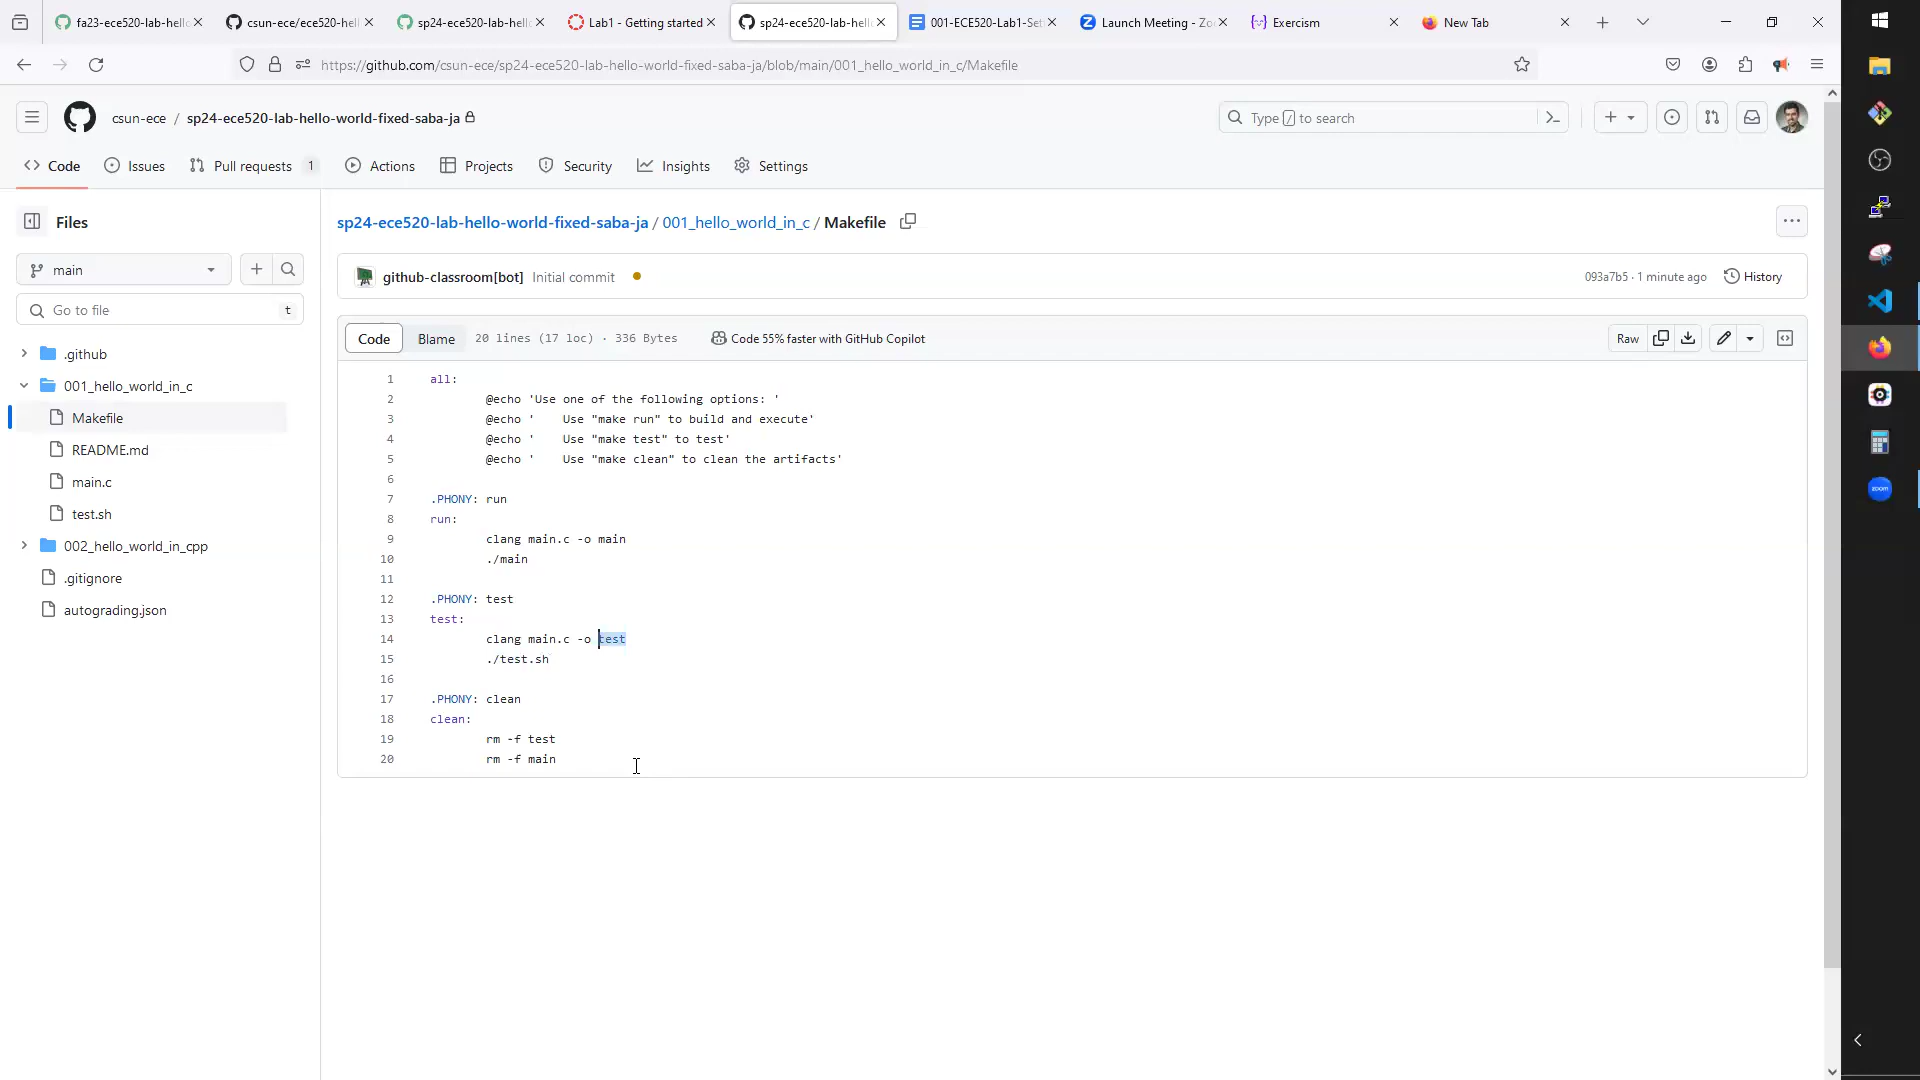 fa23-ece520-lab-hello
csun-ece/ece520-hell
sp24-ece520-lab-hello
Lab1 - Getting started
sp24-ece520-lab-hello
001-ECE520-Lab1-Set
Launch Meeting - Zo
Exercism
New Tab
https://github.com/csun-ece/sp24-ece520-lab-hello-world-fixed-saba-ja/blob/main/001_hello_world_in_c/Makefile
csun-ece / sp24-ece520-lab-hello-world-fixed-saba-ja
Type / to search
Code
Issues
Pull requests 1
Actions
Projects
Security
Insights
Settings
Files
main
Go to file
t
.github
001_hello_world_in_c
Makefile
README.md
main.c
test.sh
002_hello_world_in_cpp
.gitignore
autograding.json
sp24-ece520-lab-hello-world-fixed-saba-ja / 001_hello_world_in_c / Makefile
github-classroom[bot] Initial commit
093a7b5 · 1 minute ago
History
Code
Blame
20 lines (17 loc) · 336 Bytes
Code 55% faster with GitHub Copilot
Raw
1 all:
2 @echo 'Use one of the following options: '
3 @echo '    Use "make run" to build and execute'
4 @echo '    Use "make test" to test'
5 @echo '    Use "make clean" to clean the artifacts'
6
7 .PHONY: run
8 run:
9 clang main.c -o main
10 ./main
11
12 .PHONY: test
13 test:
14 clang main.c -o test
15 ./test.sh
16
17 .PHONY: clean
18 clean:
19 rm -f test
20 rm -f main
zoom